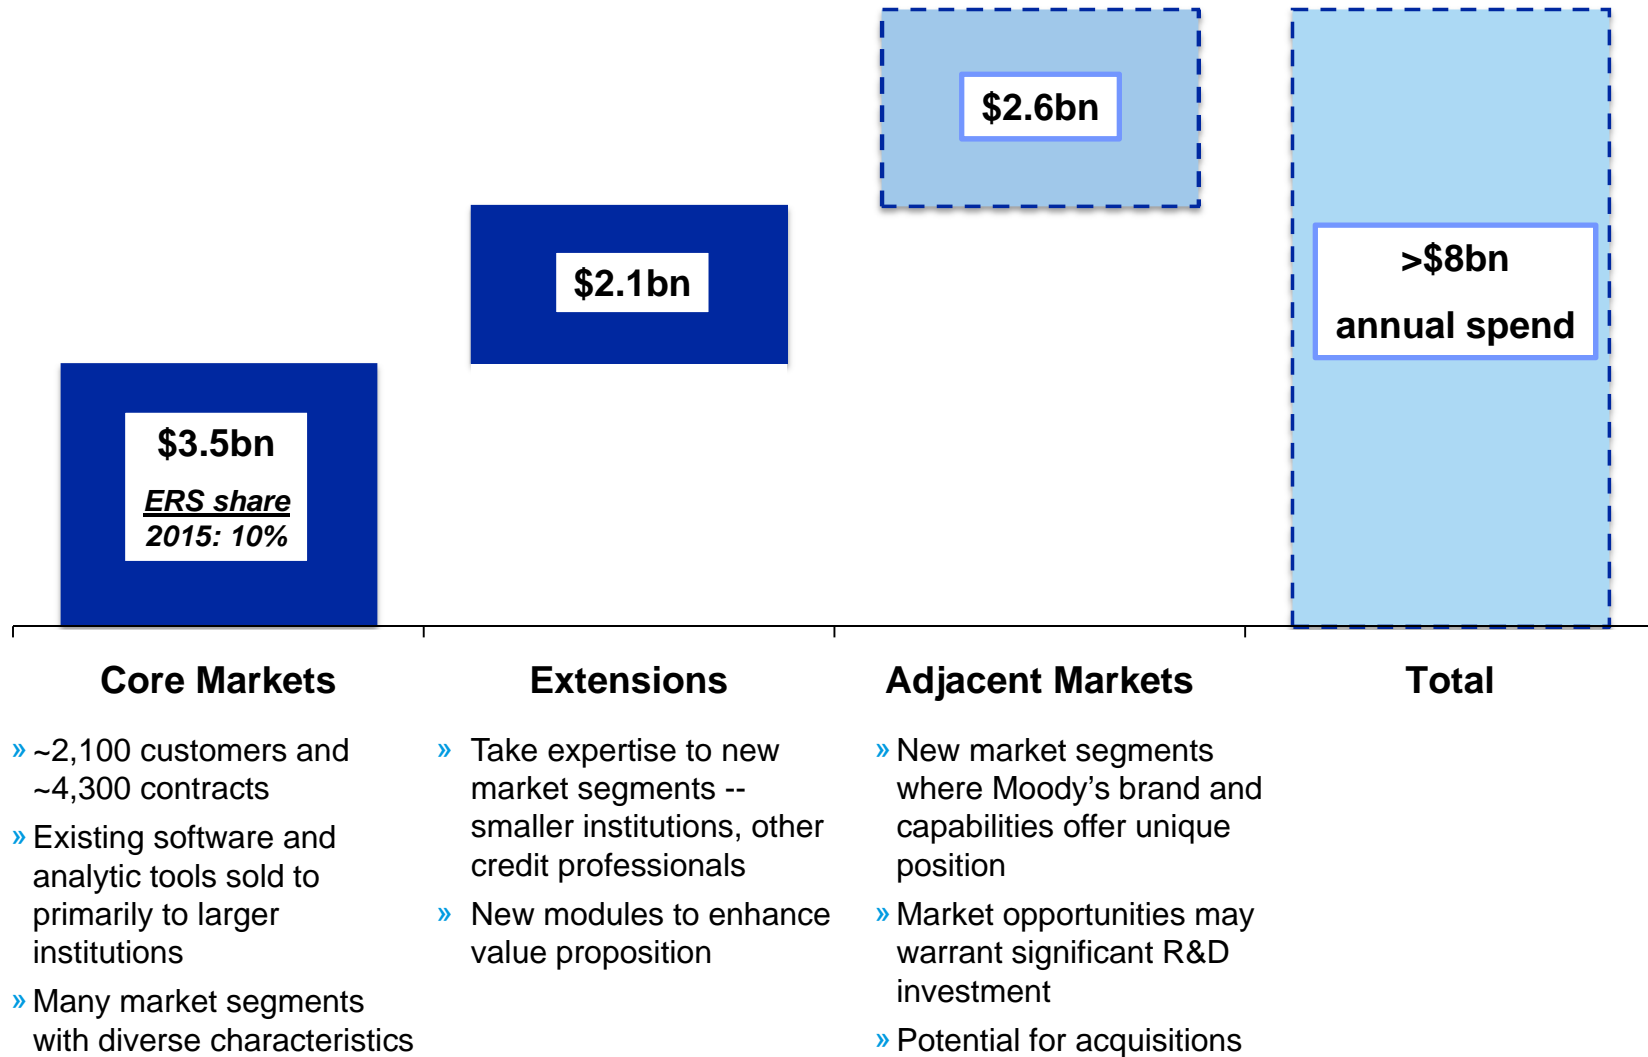 $2.6bn
>$8bn
annual spend
$2.1bn
$3.5bn
ERS share
2015: 10%
Core Markets
» ~2,100 customers and
~4,300 contracts
» Existing software and
analytic tools sold to
primarily to larger
institutions
» Many market segments
with diverse characteristics
Extensions
» Take expertise to new
market segments --
smaller institutions, other
credit professionals
» New modules to enhance
value proposition
Adjacent Markets
» New market segments
where Moody’s brand and
capabilities offer unique
position
» Market opportunities may
warrant significant R&D
investment
» Potential for acquisitions
Total